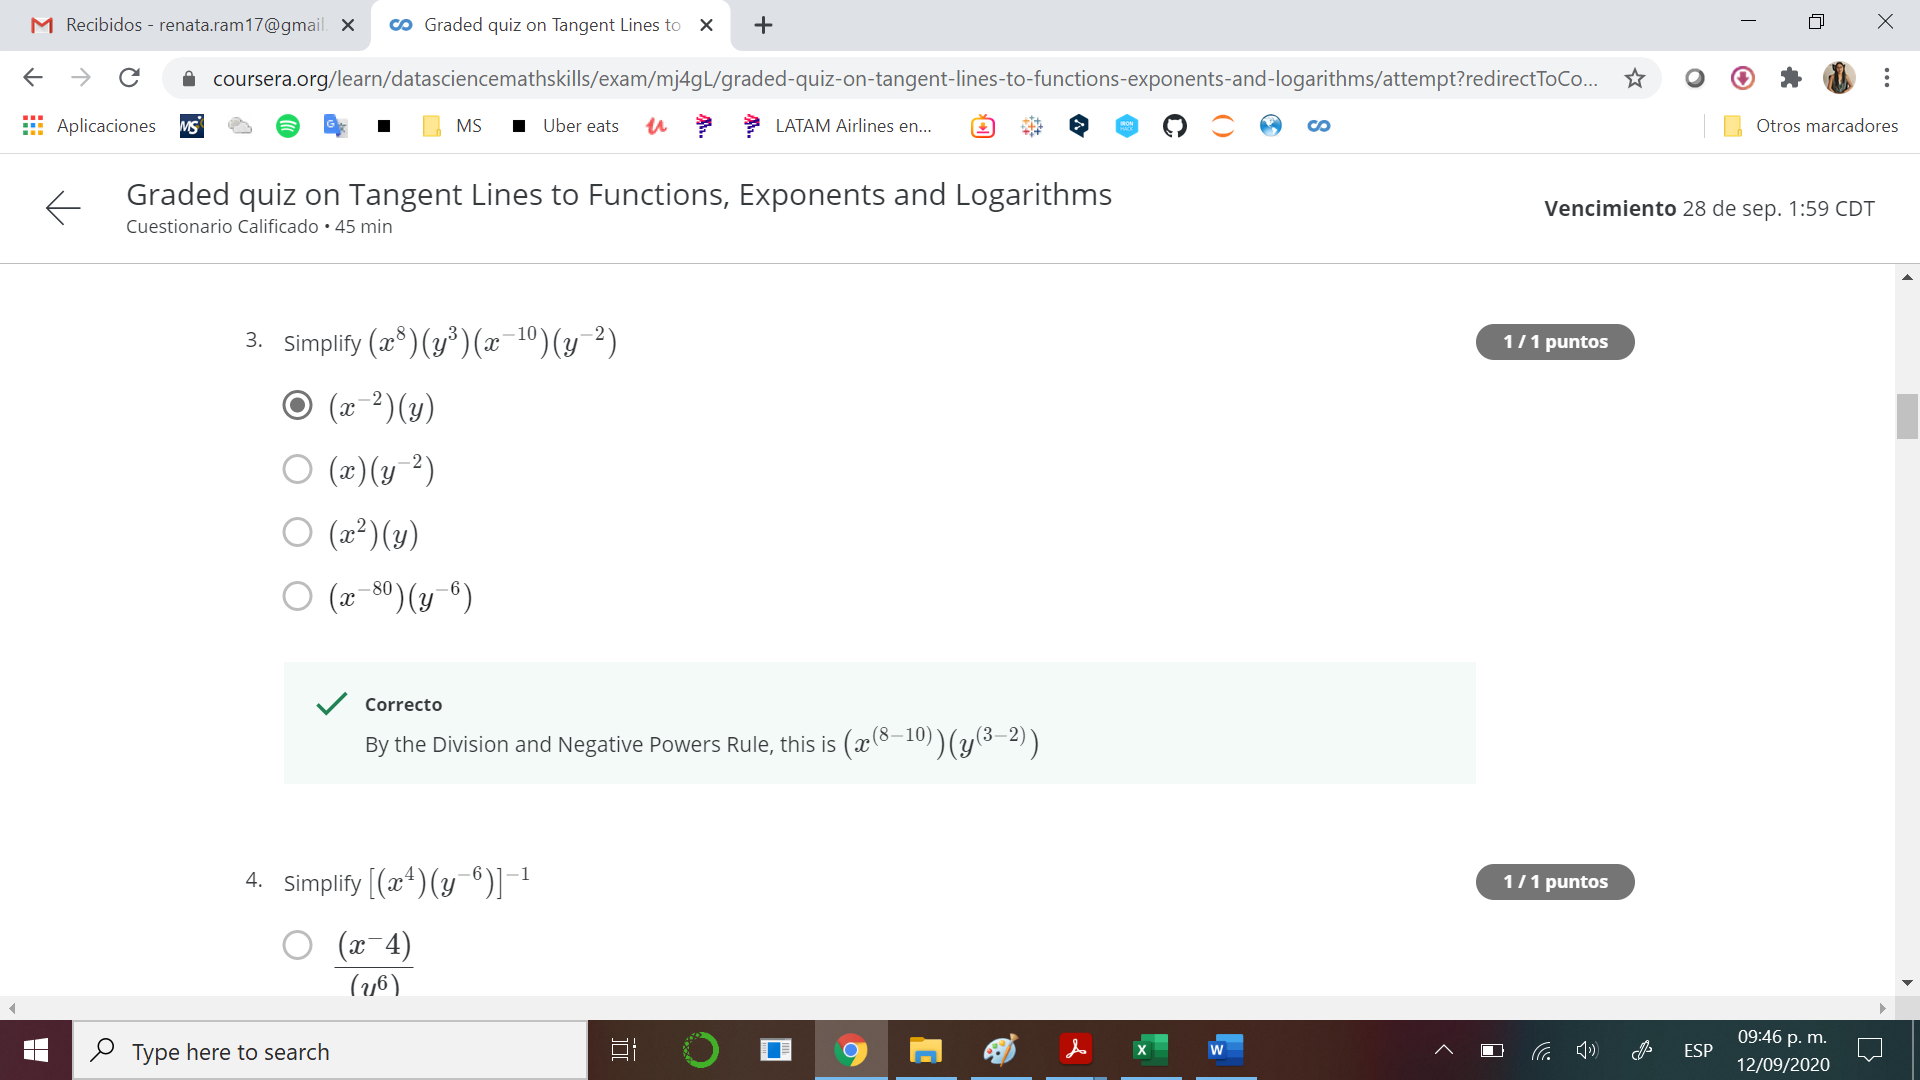 Recibidos - renata.ram17@gmail.
Graded quiz on Tangent Lines to
coursera.org/learn/datasciencemathskills/exam/mj4gL/graded-quiz-on-tangent-lines-to-functions-exponents-and-logarithms/attempt?redirectToCo...
Aplicaciones MS Uber eats LATAM Airlines en... Otros marcadores
Graded quiz on Tangent Lines to Functions, Exponents and Logarithms
Cuestionario Calificado • 45 min
Vencimiento 28 de sep. 1:59 CDT
3. Simplify (x^8)(y^3)(x^{-10})(y^{-2})
1 / 1 puntos
(x^{-2})(y)
(x)(y^{-2})
(x^2)(y)
(x^{-80})(y^{-6})
Correcto
By the Division and Negative Powers Rule, this is (x^{(8-10)})(y^{(3-2)})
4. Simplify [(x^4)(y^{-6})]^{-1}
1 / 1 puntos
(x^-4)
(y^6)
Type here to search
ESP
09:46 p. m.
12/09/2020